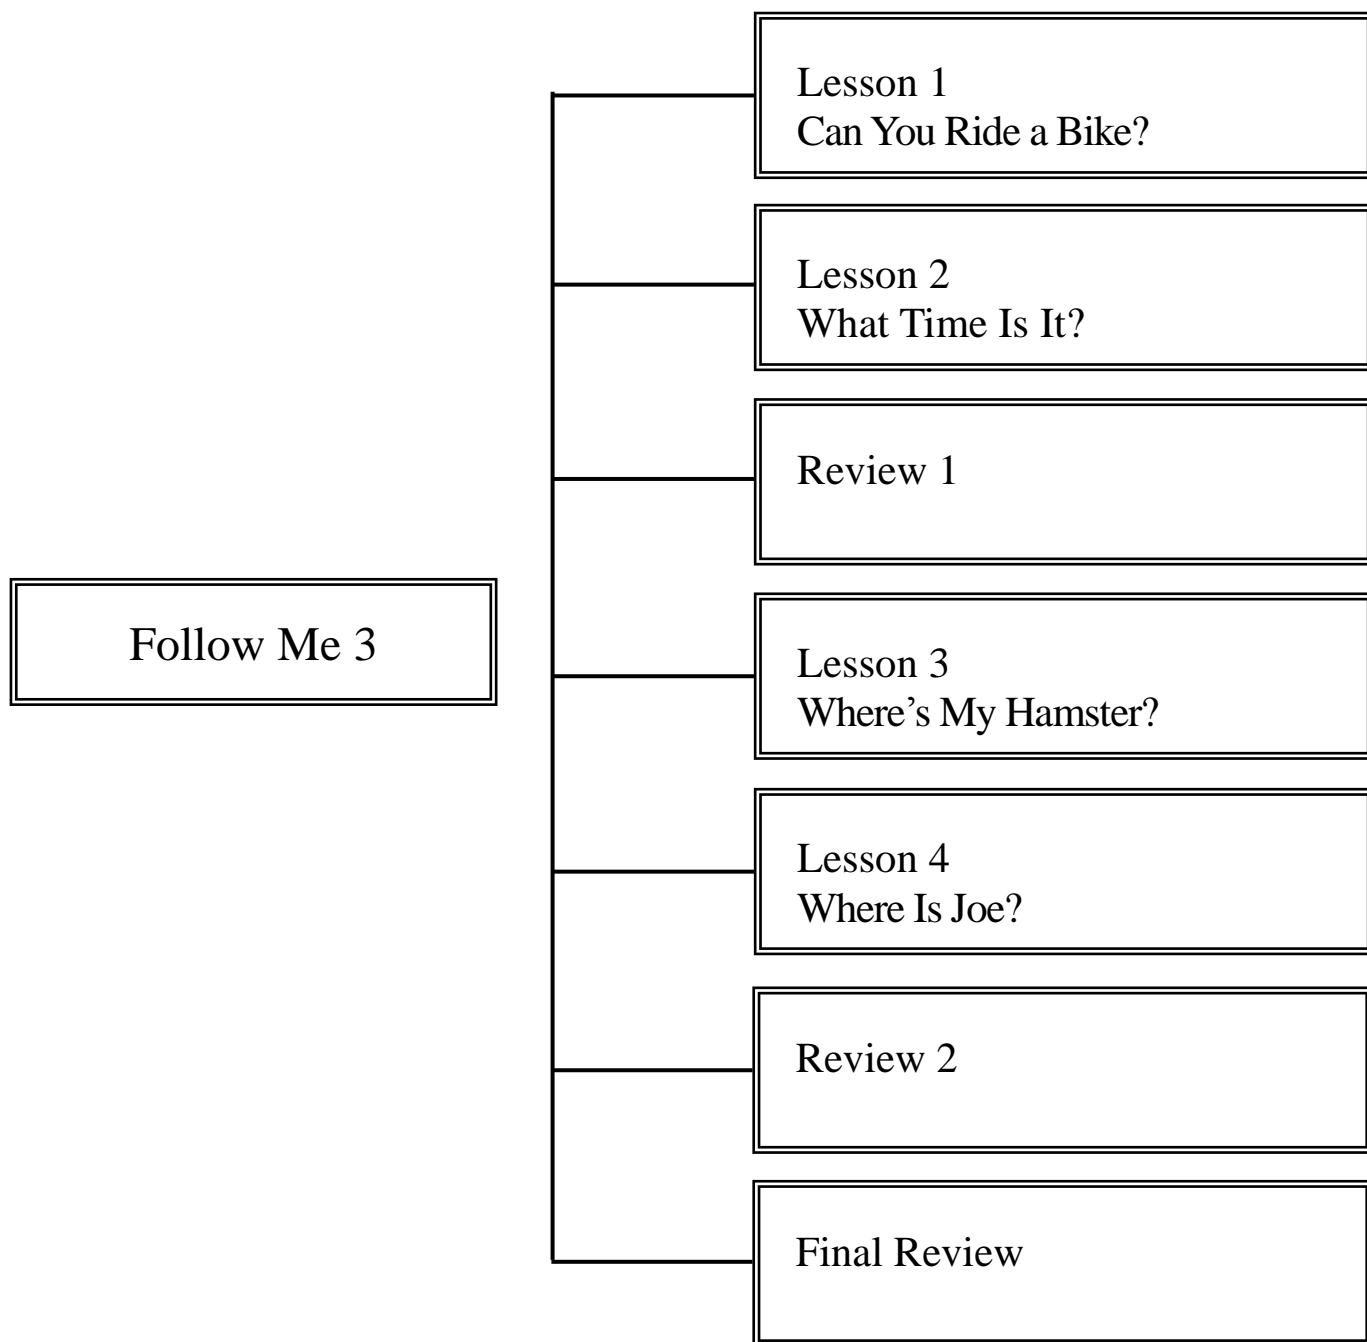 Follow Me 3
Lesson 1
Can You Ride a Bike?
Lesson 2
What Time Is It?
Review 1
Lesson 3
Where’s My Hamster?
Lesson 4
Where Is Joe?
Review 2
Final Review